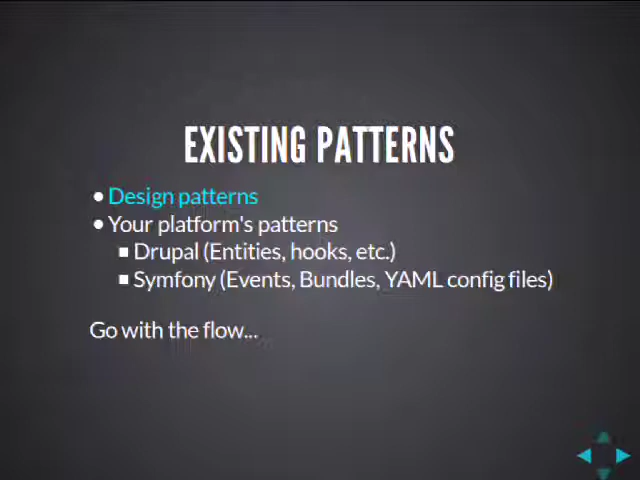 EXISTING PATTERNS
• Design patterns
• Your platform's patterns
▪ Drupal (Entities, hooks, etc.)
▪ Symfony (Events, Bundles, YAML config files)
Go with the flow...